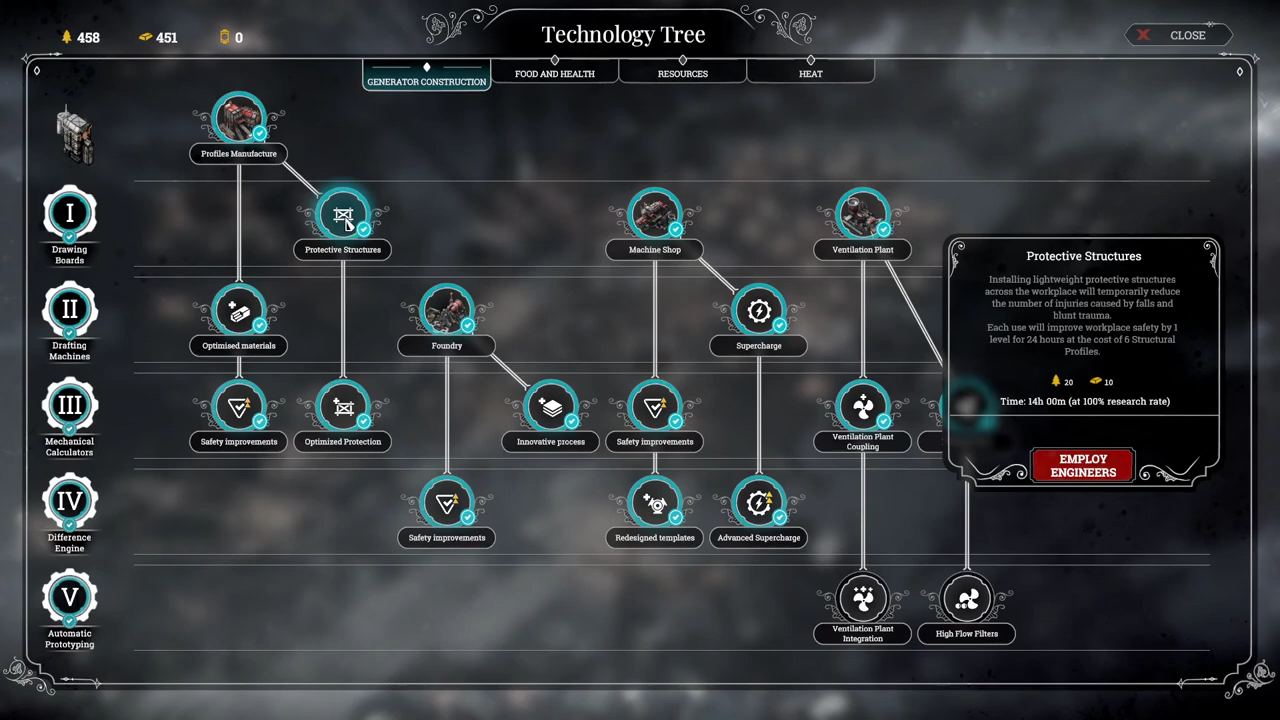 458 451 0
Technology Tree
CLOSE
GENERATOR CONSTRUCTION FOOD AND HEALTH RESOURCES HEAT
Profiles Manufacture
I
Drawing
Boards
Protective Structures
Machine Shop
Ventilation Plant
II
Drafting
Machines
Optimised materials
Foundry
Supercharge
III
Mechanical
Calculators
Safety improvements
Optimized Protection
Innovative process
Safety improvements
Ventilation Plant
Coupling
IV
Difference
Engine
Safety improvements
Redesigned templates
Advanced Supercharge
V
Automatic
Prototyping
Ventilation Plant
Integration
High Flow Filters
Protective Structures
Installing lightweight protective structures
across the workplace will temporarily reduce
the number of injuries caused by falls and
blunt trauma.
Each use will improve workplace safety by 1
level for 24 hours at the cost of 6 Structural
Profiles.
20 10
Time: 14h 00m (at 100% research rate)
EMPLOY
ENGINEERS